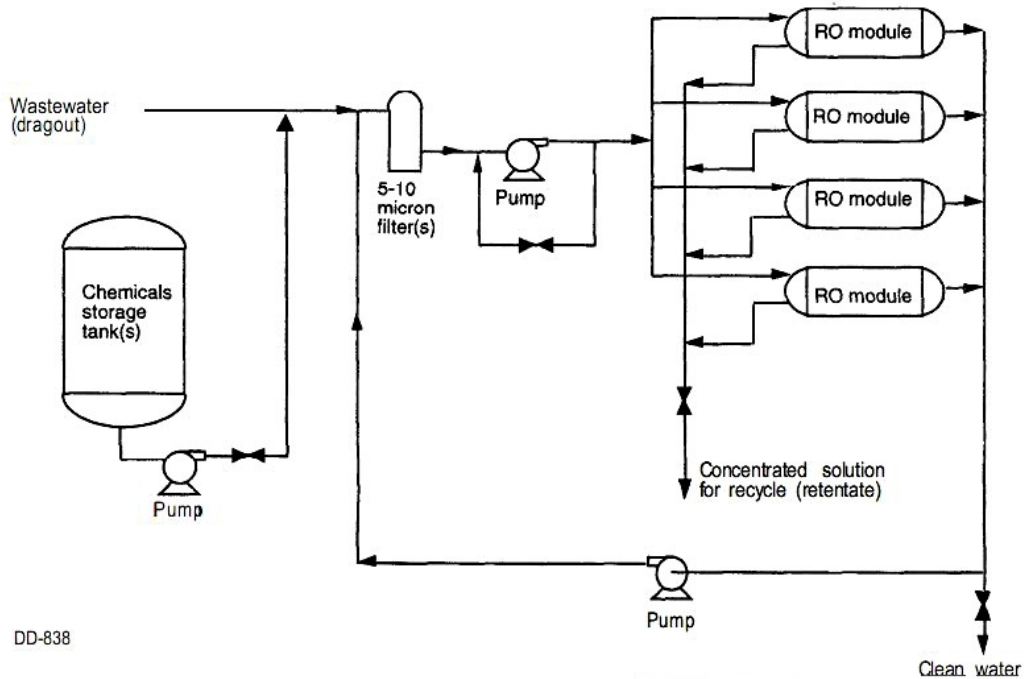 RO module
Wastewater
(dragout)
RO module
5-10
micron
filter(s)
Pump
RO module
Chemicals
storage
tank(s)
RO module
Concentrated solution
for recycle (retentate)
Pump
Pump
DD-838
Clean water